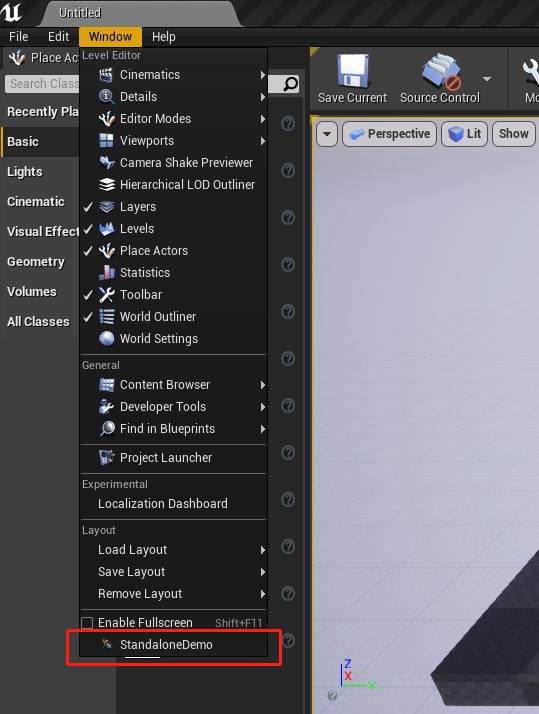 Untitled
File Edit Window Help
Place Act
Search Class
Recently Pla
Basic
Lights
Cinematic
Visual Effect
Geometry
Volumes
All Classes
Level Editor
Cinematics
Details
Editor Modes
Viewports
Camera Shake Previewer
Hierarchical LOD Outliner
Layers
Levels
Place Actors
Statistics
Toolbar
World Outliner
World Settings
General
Content Browser
Developer Tools
Find in Blueprints
Project Launcher
Experimental
Localization Dashboard
Layout
Load Layout
Save Layout
Remove Layout
Enable Fullscreen Shift+F11
StandaloneDemo
Save Current Source Control Mo
Perspective Lit Show
Z
X
Y